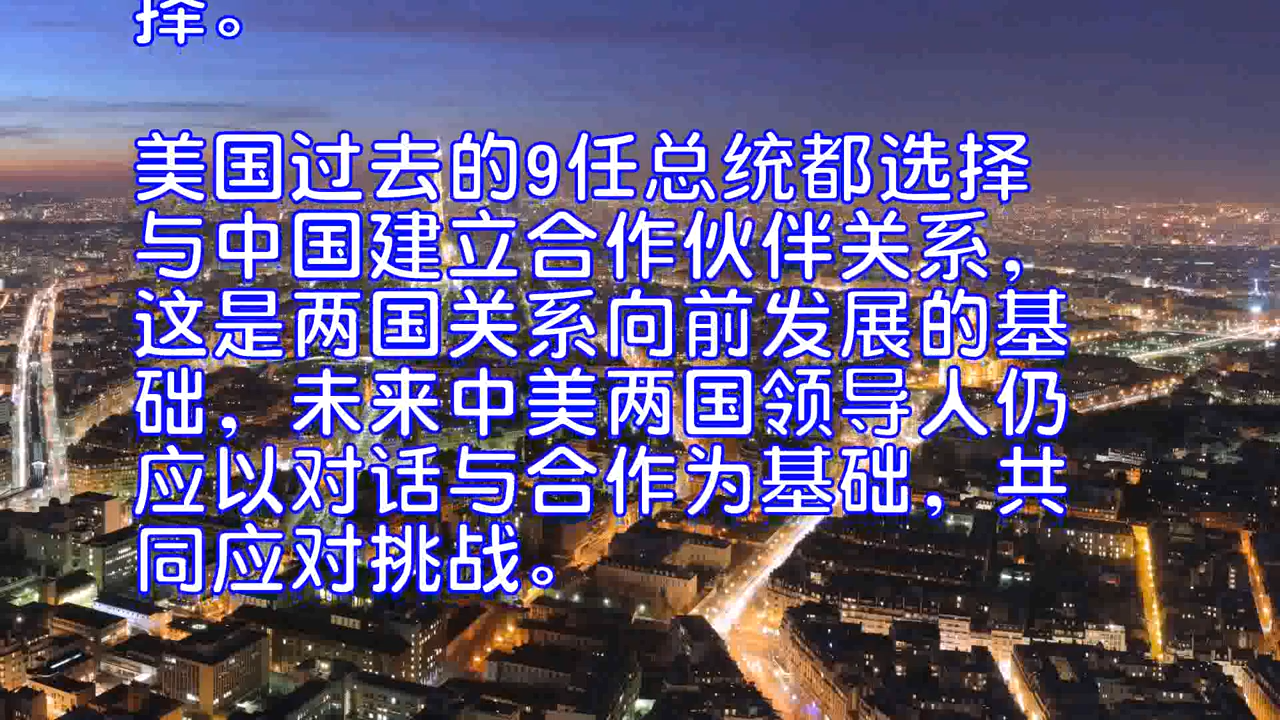 择。
美国过去的9任总统都选择
与中国建立合作伙伴关系，
这是两国关系向前发展的基
础，未来中美两国领导人仍
应以对话与合作为基础，共
同应对挑战。